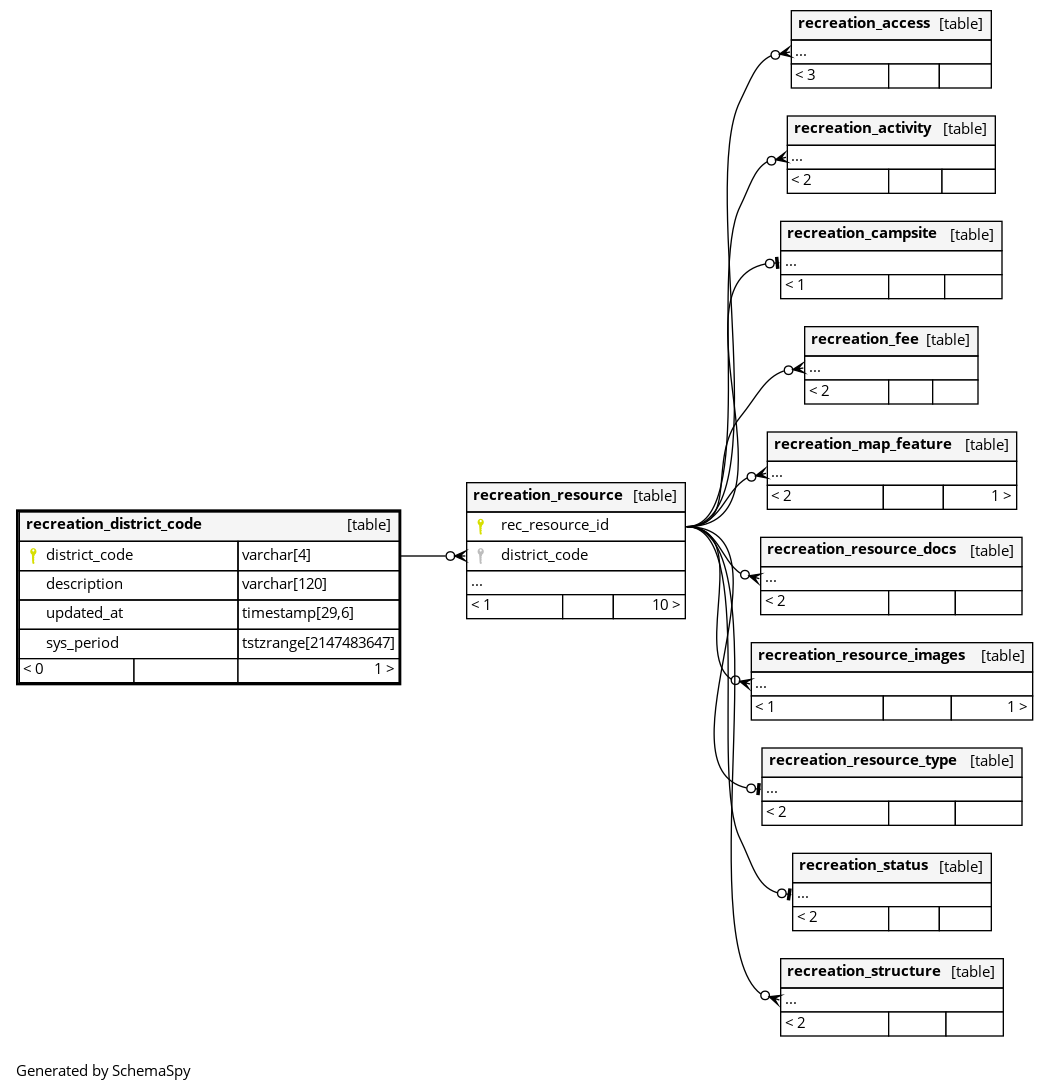 recreation_access [table]
...
< 3
recreation_activity [table]
...
< 2
recreation_campsite [table]
...
< 1
recreation_fee [table]
...
< 2
recreation_map_feature [table]
...
< 2 1 >
recreation_resource [table]
rec_resource_id
district_code
...
< 1 10 >
recreation_district_code [table]
district_code varchar[4]
description varchar[120]
updated_at timestamp[29,6]
sys_period tstzrange[2147483647]
< 0 1 >
recreation_resource_docs [table]
...
< 2
recreation_resource_images [table]
...
< 1 1 >
recreation_resource_type [table]
...
< 2
recreation_status [table]
...
< 2
recreation_structure [table]
...
< 2
Generated by SchemaSpy